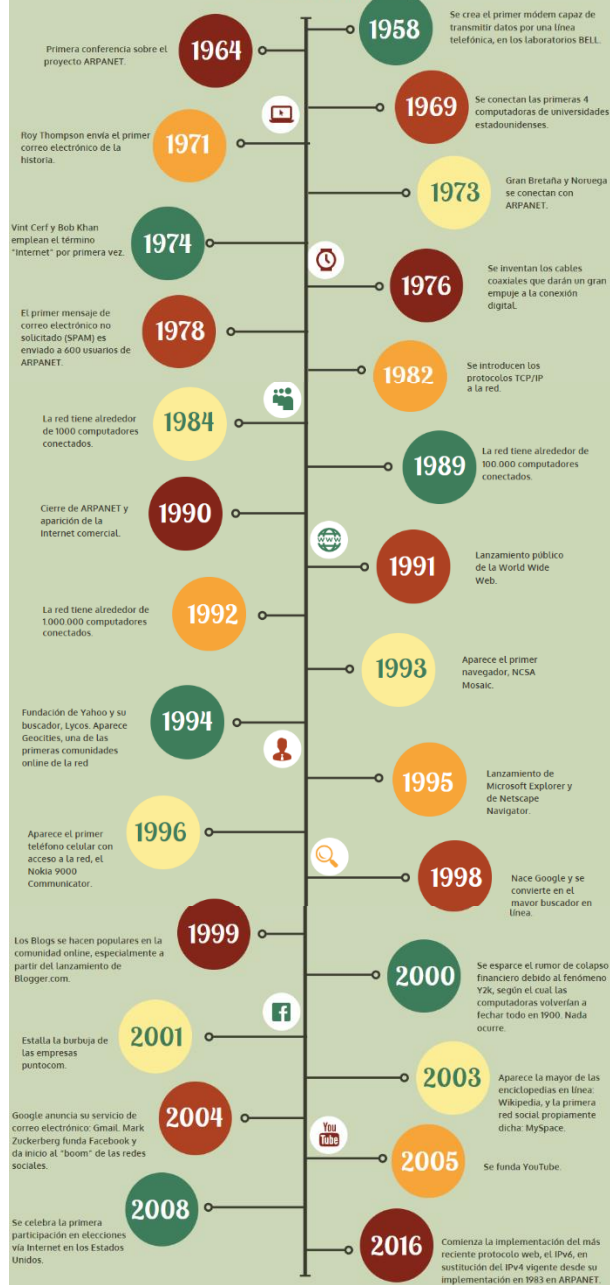 1958
Se crea el primer módem capaz de
transmitir datos por una línea
telefónica, en los laboratorios BELL.
1964
Primera conferencia sobre el
proyecto ARPANET.
1969
Se conectan las primeras 4
computadoras de universidades
estadounidenses.
1971
Roy Thompson envía el primer
correo electrónico de la
historia.
1973
Gran Bretaña y Noruega
se conectan con
ARPANET.
1974
Vint Cerf y Bob Khan
emplean el término
"Internet" por primera vez.
1976
Se inventan los cables
coaxiales que darán un gran
empuje a la conexión
digital.
1978
El primer mensaje de
correo electrónico no
solicitado (SPAM) es
enviado a 600 usuarios de
ARPANET.
1982
Se introducen los
protocolos TCP/IP
a la red.
1984
La red tiene alrededor
de 1000 computadores
conectados.
1989
La red tiene alrededor de
100.000 computadores
conectados.
1990
Cierre de ARPANET y
aparición de la
Internet comercial.
www
1991
Lanzamiento público
de la World Wide
Web.
1992
La red tiene alrededor de
1.000.000 computadores
conectados.
1993
Aparece el primer
navegador, NCSA
Mosaic.
1994
Fundación de Yahoo y su
buscador, Lycos. Aparece
Geocities, una de las
primeras comunidades
online de la red
1995
Lanzamiento de
Microsoft Explorer y
de Netscape
Navigator.
1996
Aparece el primer
teléfono celular con
acceso a la red, el
Nokia 9000
Communicator.
1998
Nace Google y se
convierte en el
mayor buscador en
línea.
1999
Los Blogs se hacen populares en la
comunidad online, especialmente a
partir del lanzamiento de
Blogger.com.
2000
Se esparce el rumor de colapso
financiero debido al fenómeno
Y2k, según el cual las
computadoras volverían a
fechar todo en 1900. Nada
ocurre.
2001
Estalla la burbuja de
las empresas
puntocom.
2003
Aparece la mayor de las
enciclopedias en línea:
Wikipedia, y la primera
red social propiamente
dicha: MySpace.
2004
Google anuncia su servicio de
correo electrónico: Gmail. Mark
Zuckerberg funda Facebook y
da inicio al "boom" de las redes
sociales.
You
Tube
2005
Se funda YouTube.
2008
Se celebra la primera
participación en elecciones
vía Internet en los Estados
Unidos.
2016
Comienza la implementación del más
reciente protocolo web, el IPv6, en
sustitución del IPv4 vigente desde su
implementación en 1983 en ARPANET